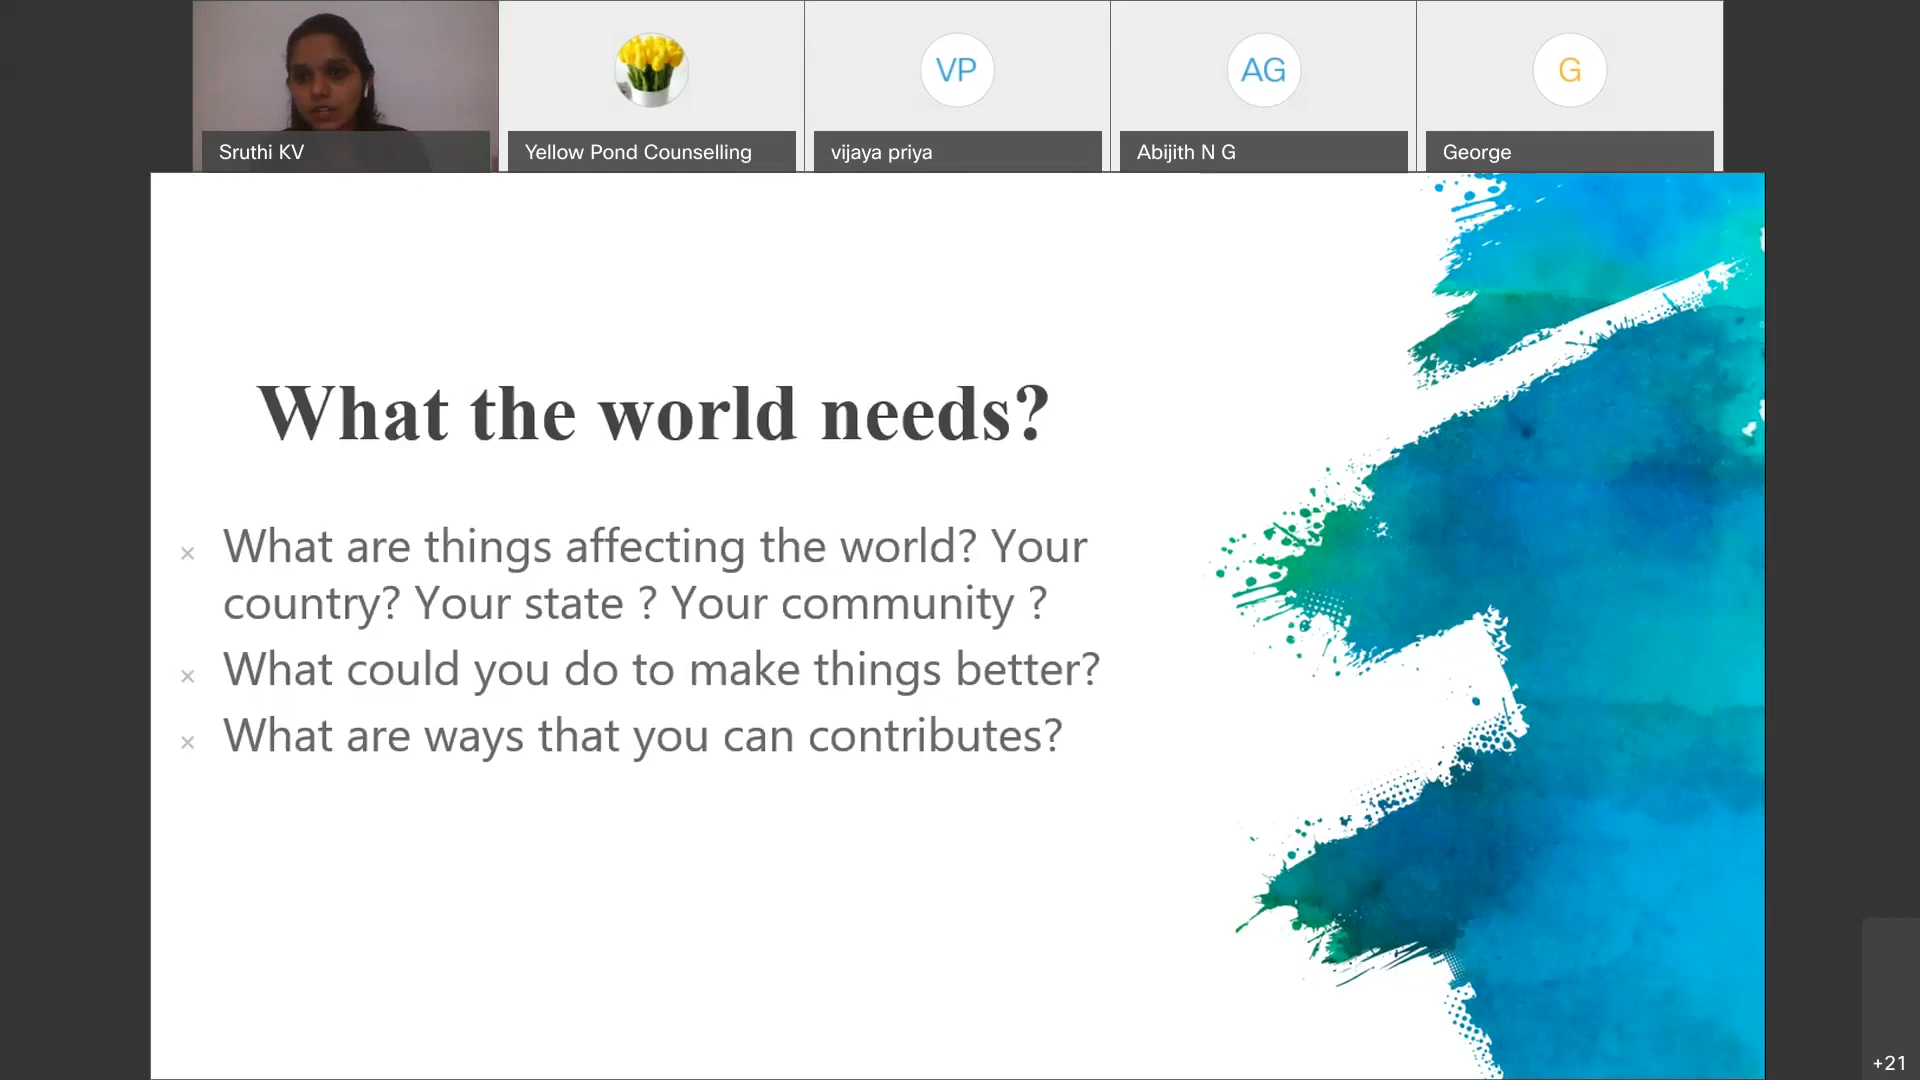 VP
AG
G
Sruthi KV
Yellow Pond Counselling
vijaya priya
Abijith N G
George
What the world needs?
× What are things affecting the world? Your
country? Your state ? Your community ?
× What could you do to make things better?
× What are ways that you can contributes?
+21